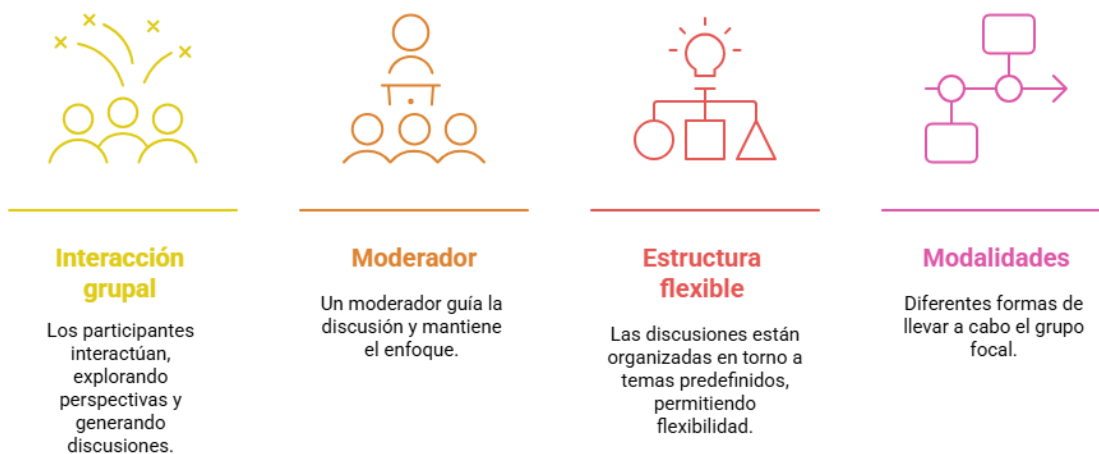 Interacción
grupal
Los participantes
interactúan,
explorando
perspectivas y
generando
discusiones.
Moderador
Un moderador guía la
discusión y mantiene
el enfoque.
Estructura
flexible
Las discusiones están
organizadas en torno a
temas predefinidos,
permitiendo
flexibilidad.
Modalidades
Diferentes formas de
llevar a cabo el grupo
focal.